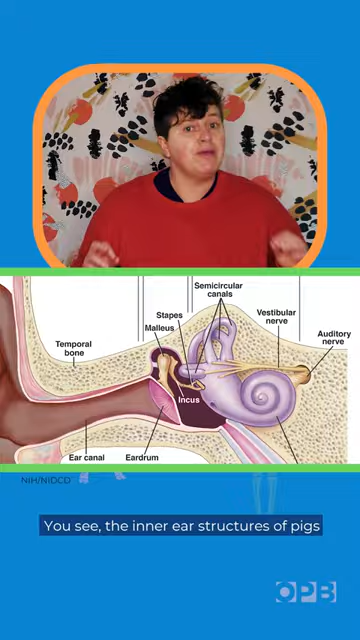 Semicircular
canals
Stapes
Malleus
Vestibular
nerve
Auditory
nerve
Temporal
bone
Incus
Ear canal
Eardrum
NIH/NIDCD
You see, the inner ear structures of pigs
OPB